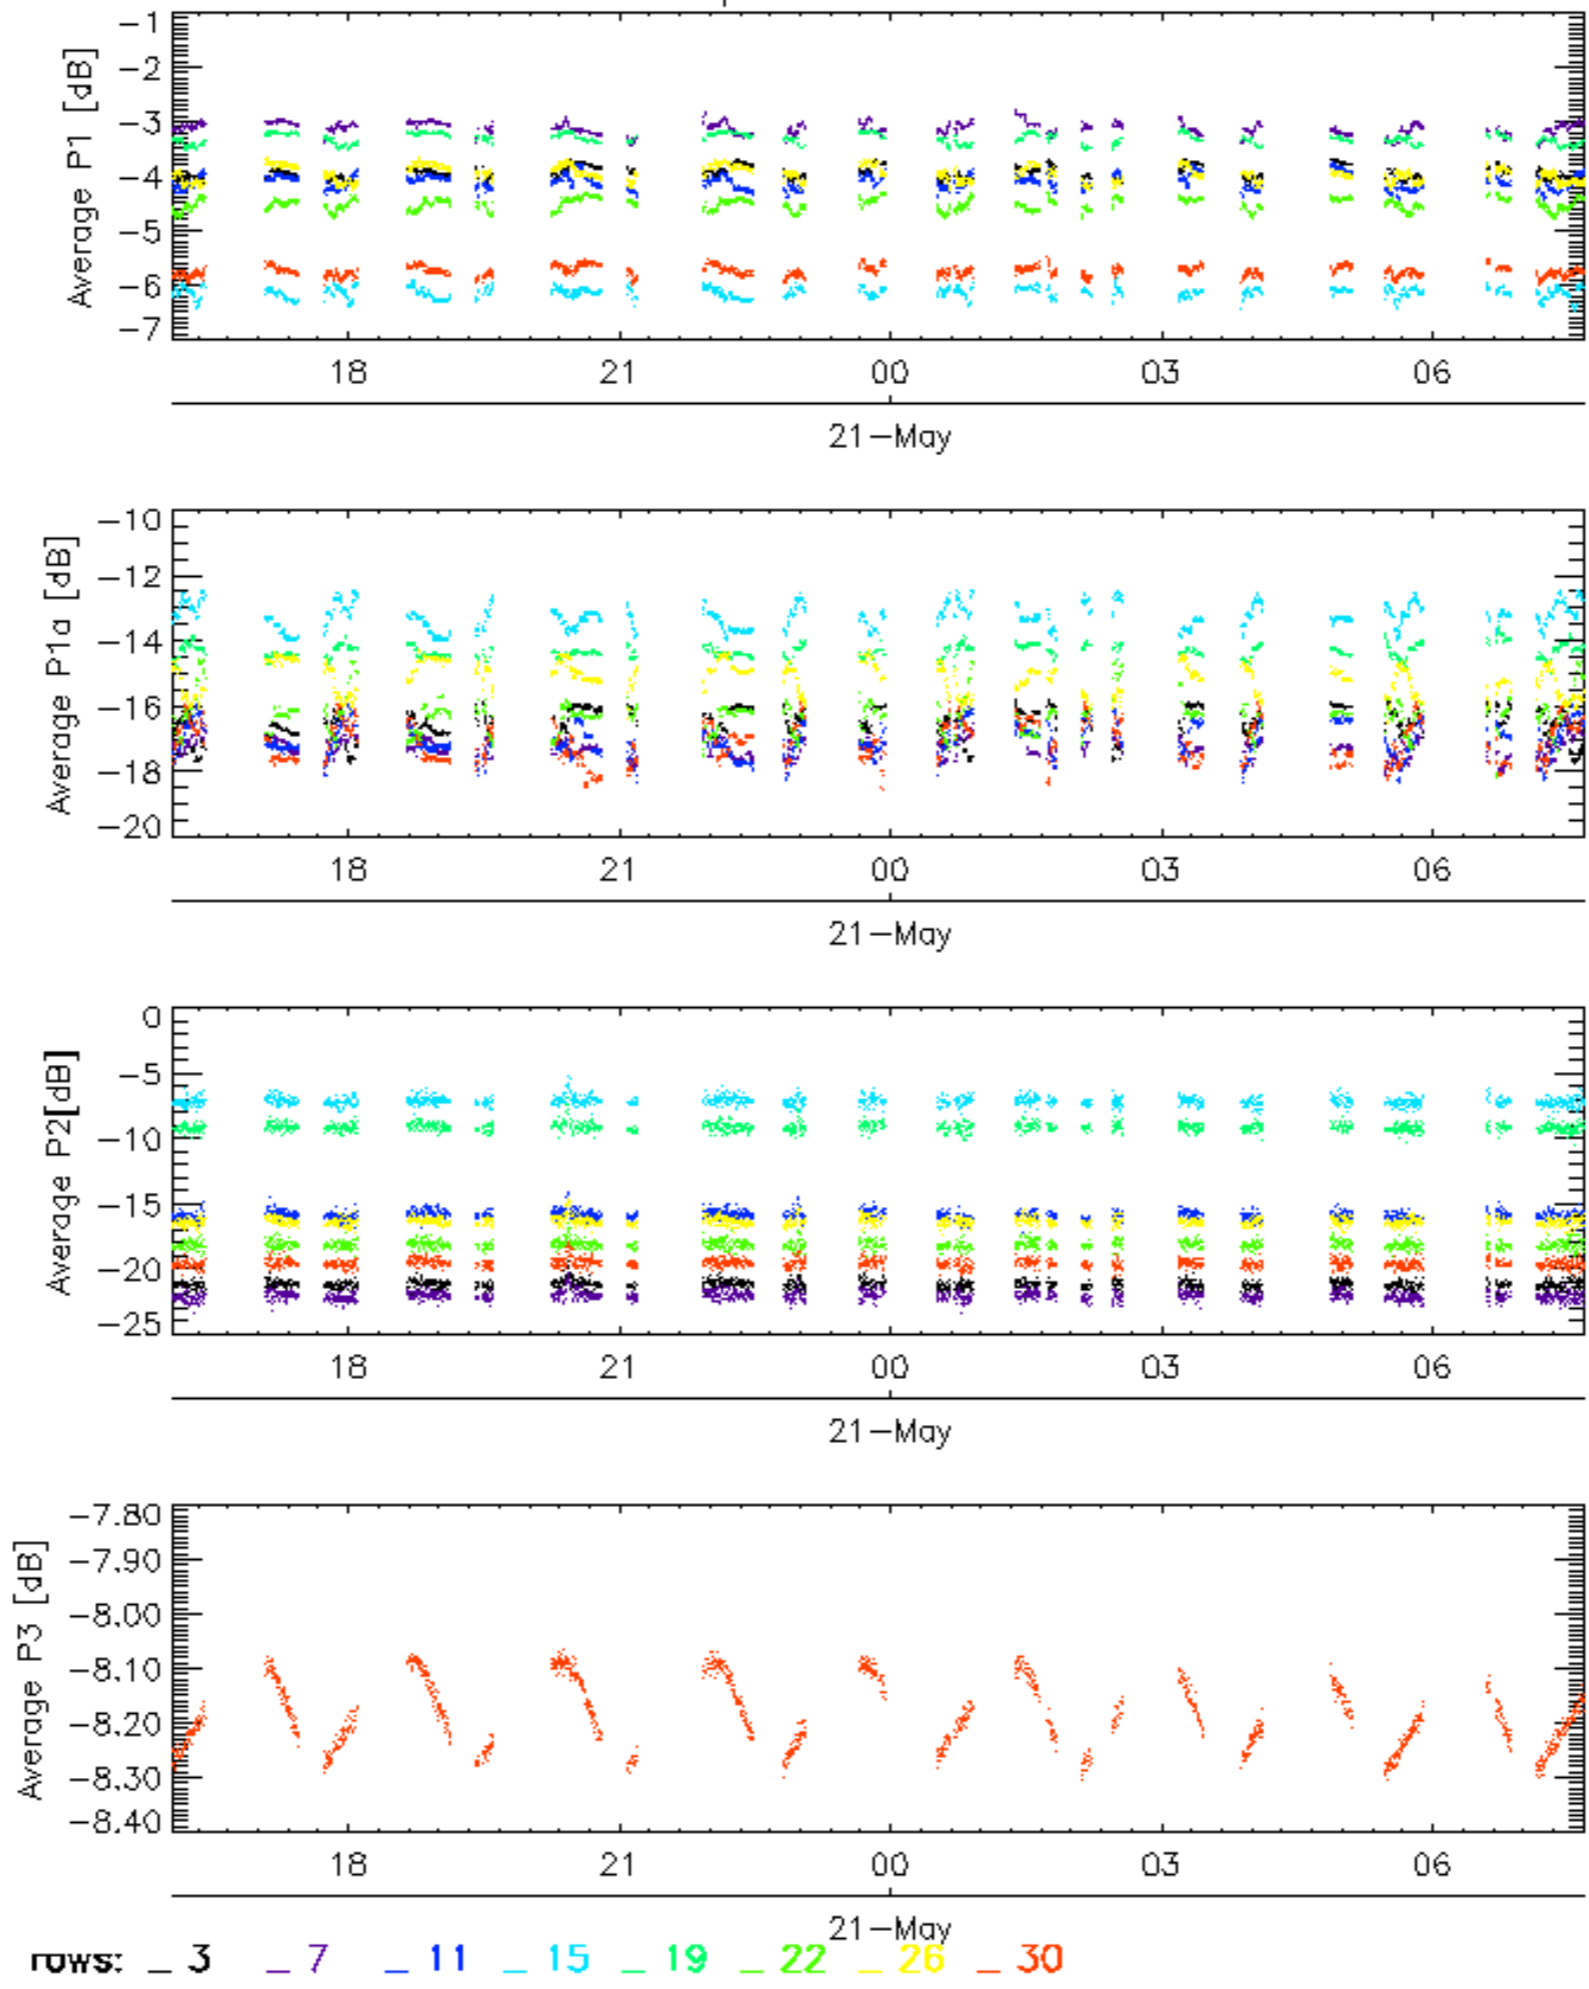 -1
-2
-3
-4
-5
-6
-7
Average P1 [dB]
18 21 00 03 06
21-May
-10
-12
-14
-16
-18
-20
Average P1a [dB]
18 21 00 03 06
21-May
0
-5
-10
-15
-20
-25
Average P2[dB]
18 21 00 03 06
21-May
-7.80
-7.90
-8.00
-8.10
-8.20
-8.30
-8.40
Average P3 [dB]
18 21 00 03 06
21-May
rows: _ 3 _ 7 _ 11 _ 15 _ 19 _ 22 _ 26 _ 30